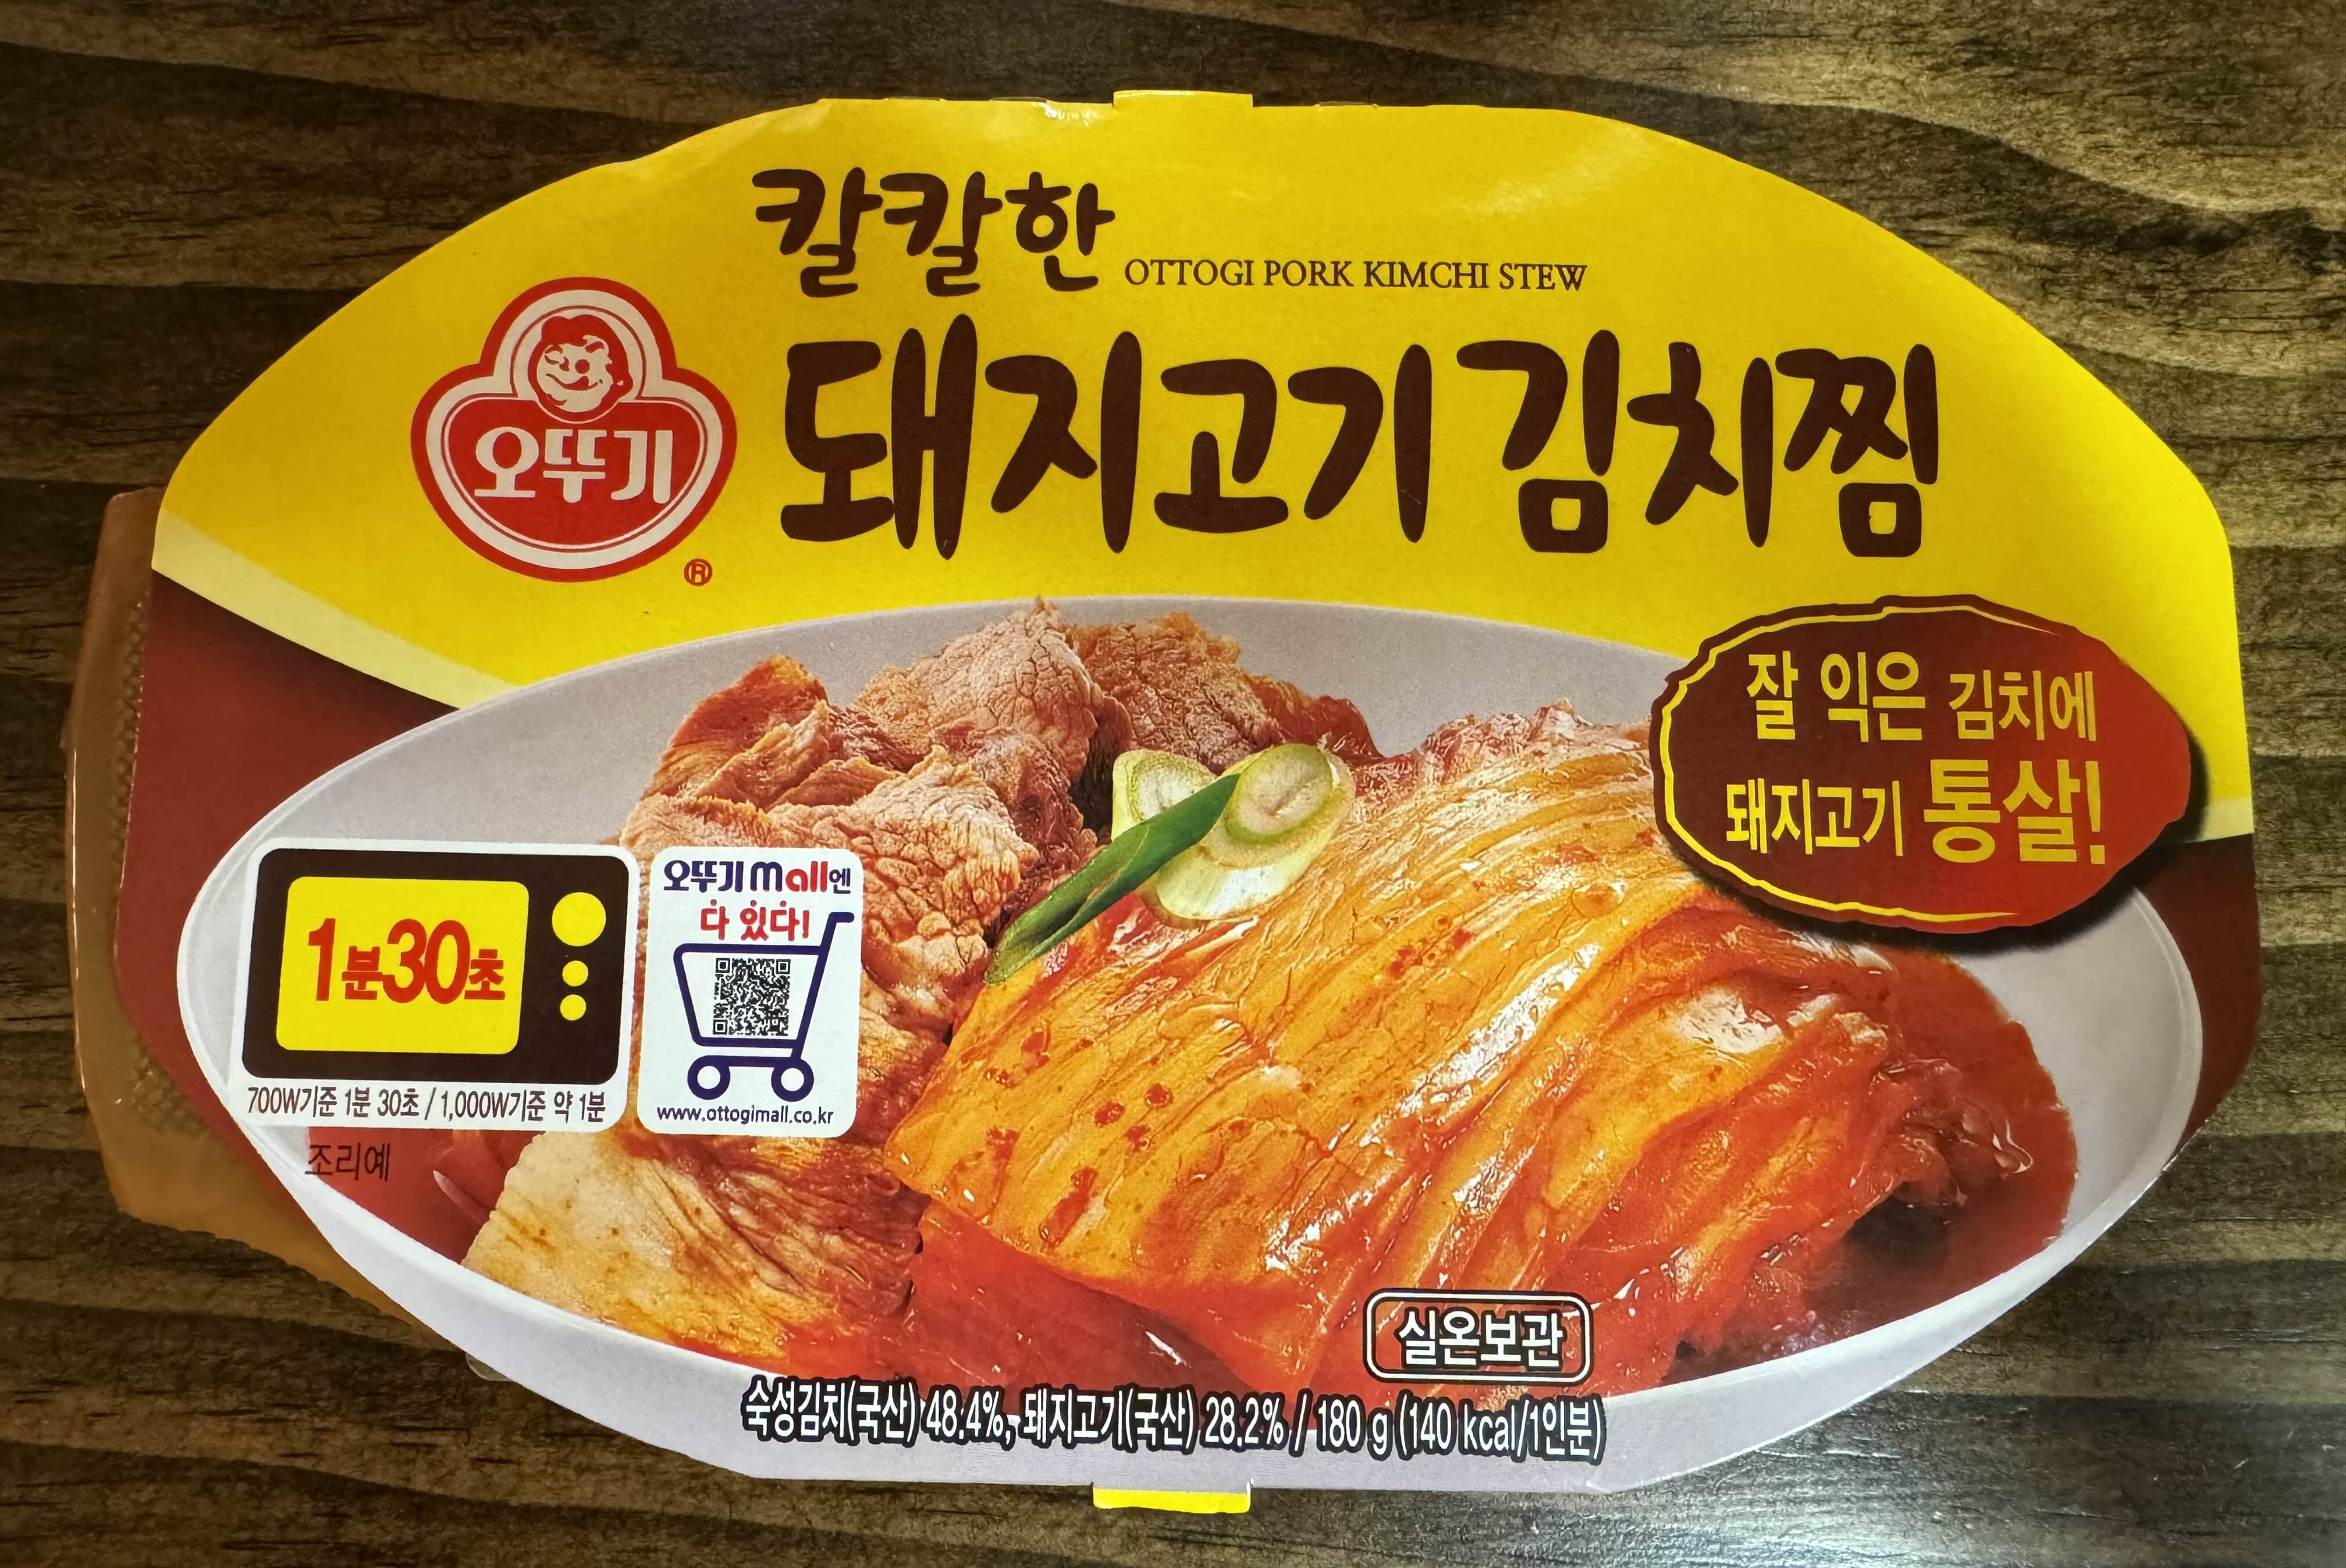 칼칼한
OTTOGI PORK KIMCHI STEW
오뚜기
®
돼지고기 김치찜
잘 익은 김치에
돼지고기 통살!
1분30초
700W기준 1분 30초 / 1,000W기준 약 1분
오뚜기mall엔
다 있다!
www.ottogimall.co.kr
조리예
실온보관
숙성김치(국산) 48.4%, 돼지고기(국산) 28.2% / 180 g (140 kcal/1인분)